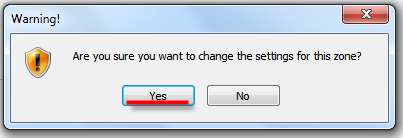 Warning!
Are you sure you want to change the settings for this zone?
Yes No